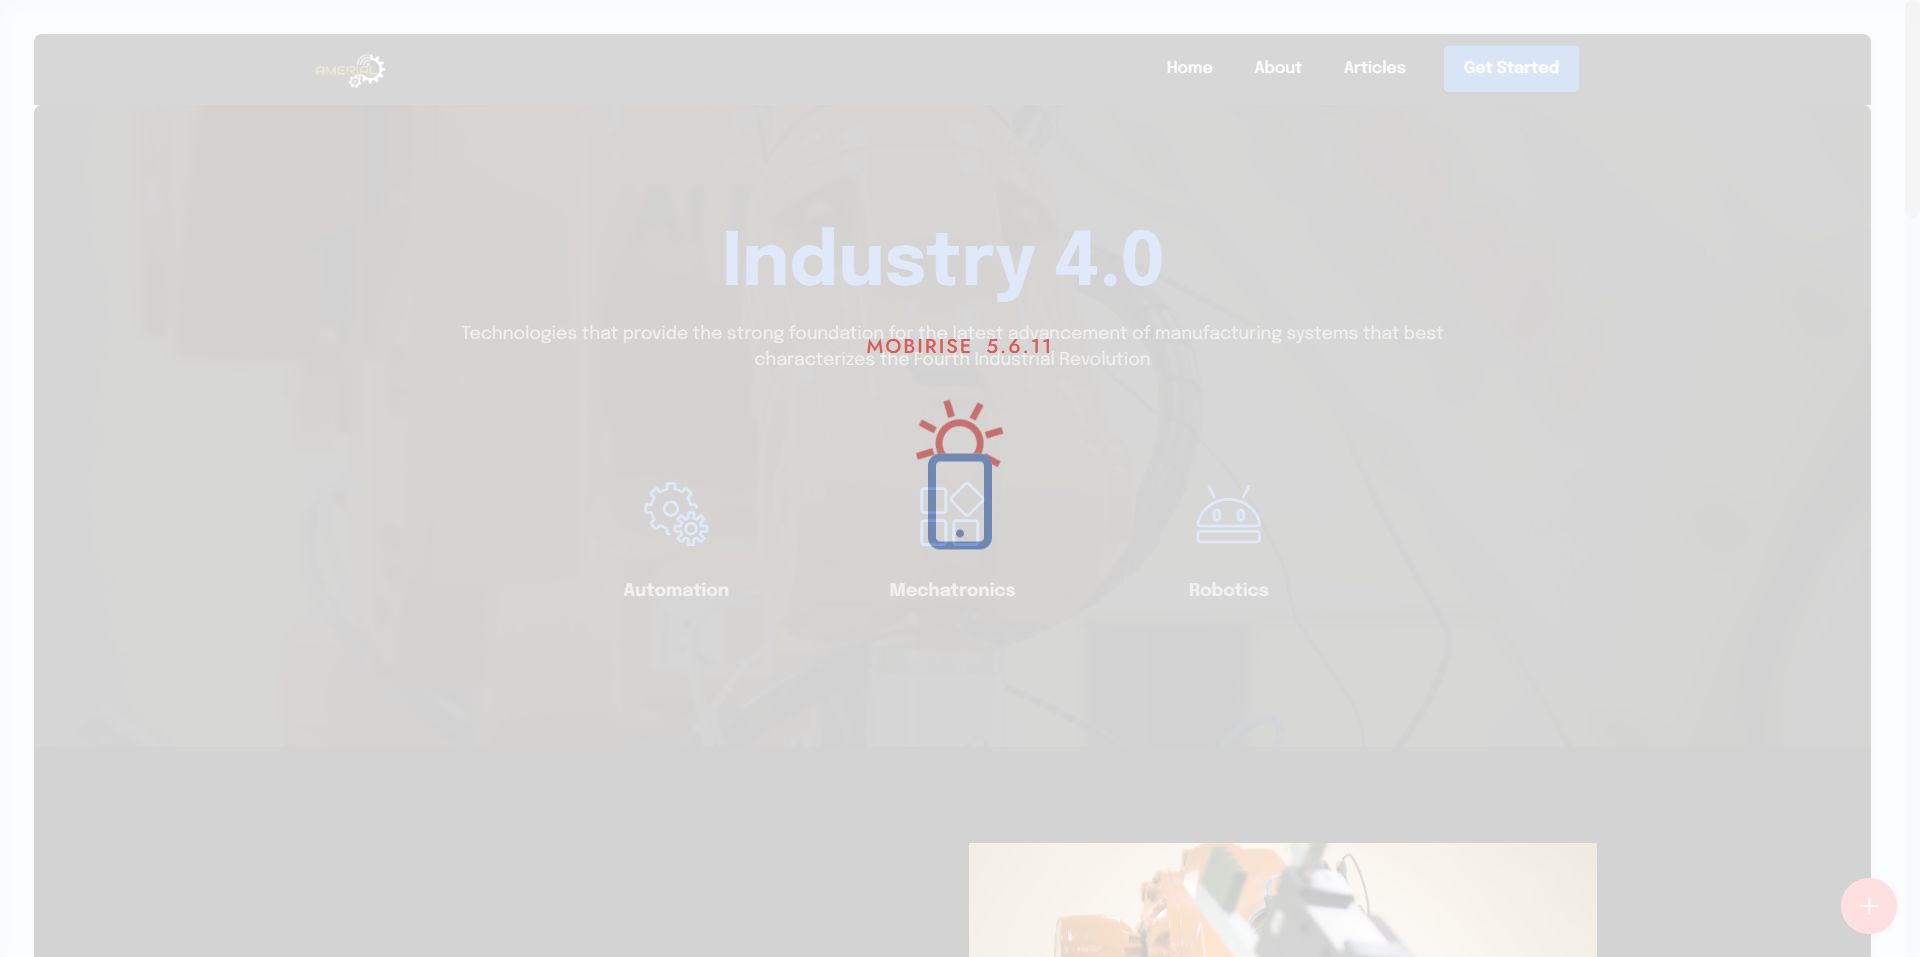 AMERIAL
Home
About
Articles
Get Started
Industry 4.0
Technologies that provide the strong foundation for the latest advancement of manufacturing systems that best
characterizes the Fourth Industrial Revolution
MOBIRISE 5.6.11
Automation
Mechatronics
Robotics